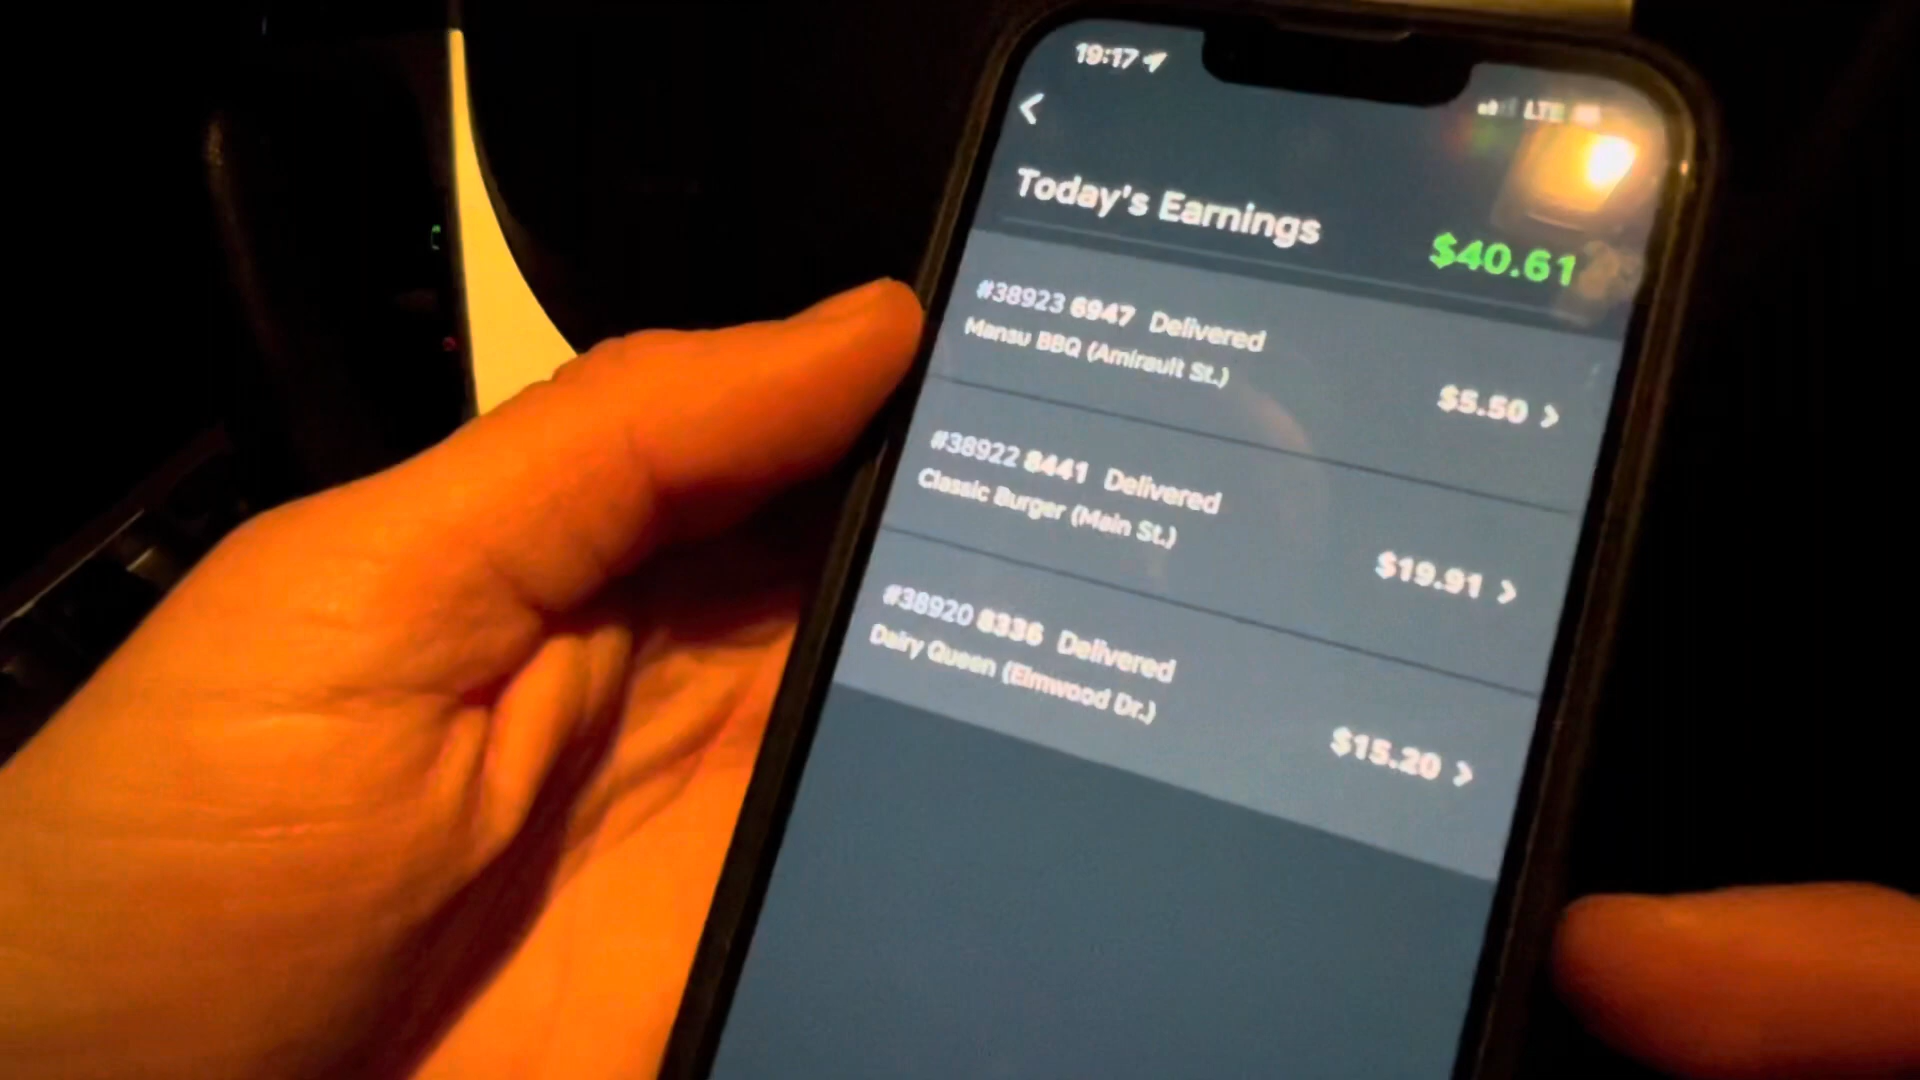 19:17
LTE
Today's Earnings
$40.61
#38923 6947 Delivered
Mansu BBQ (Amirault St.)
$5.50
#38922 8441 Delivered
Classic Burger (Main St.)
$19.91
#38920 8336 Delivered
Dairy Queen (Elmwood Dr.)
$15.20